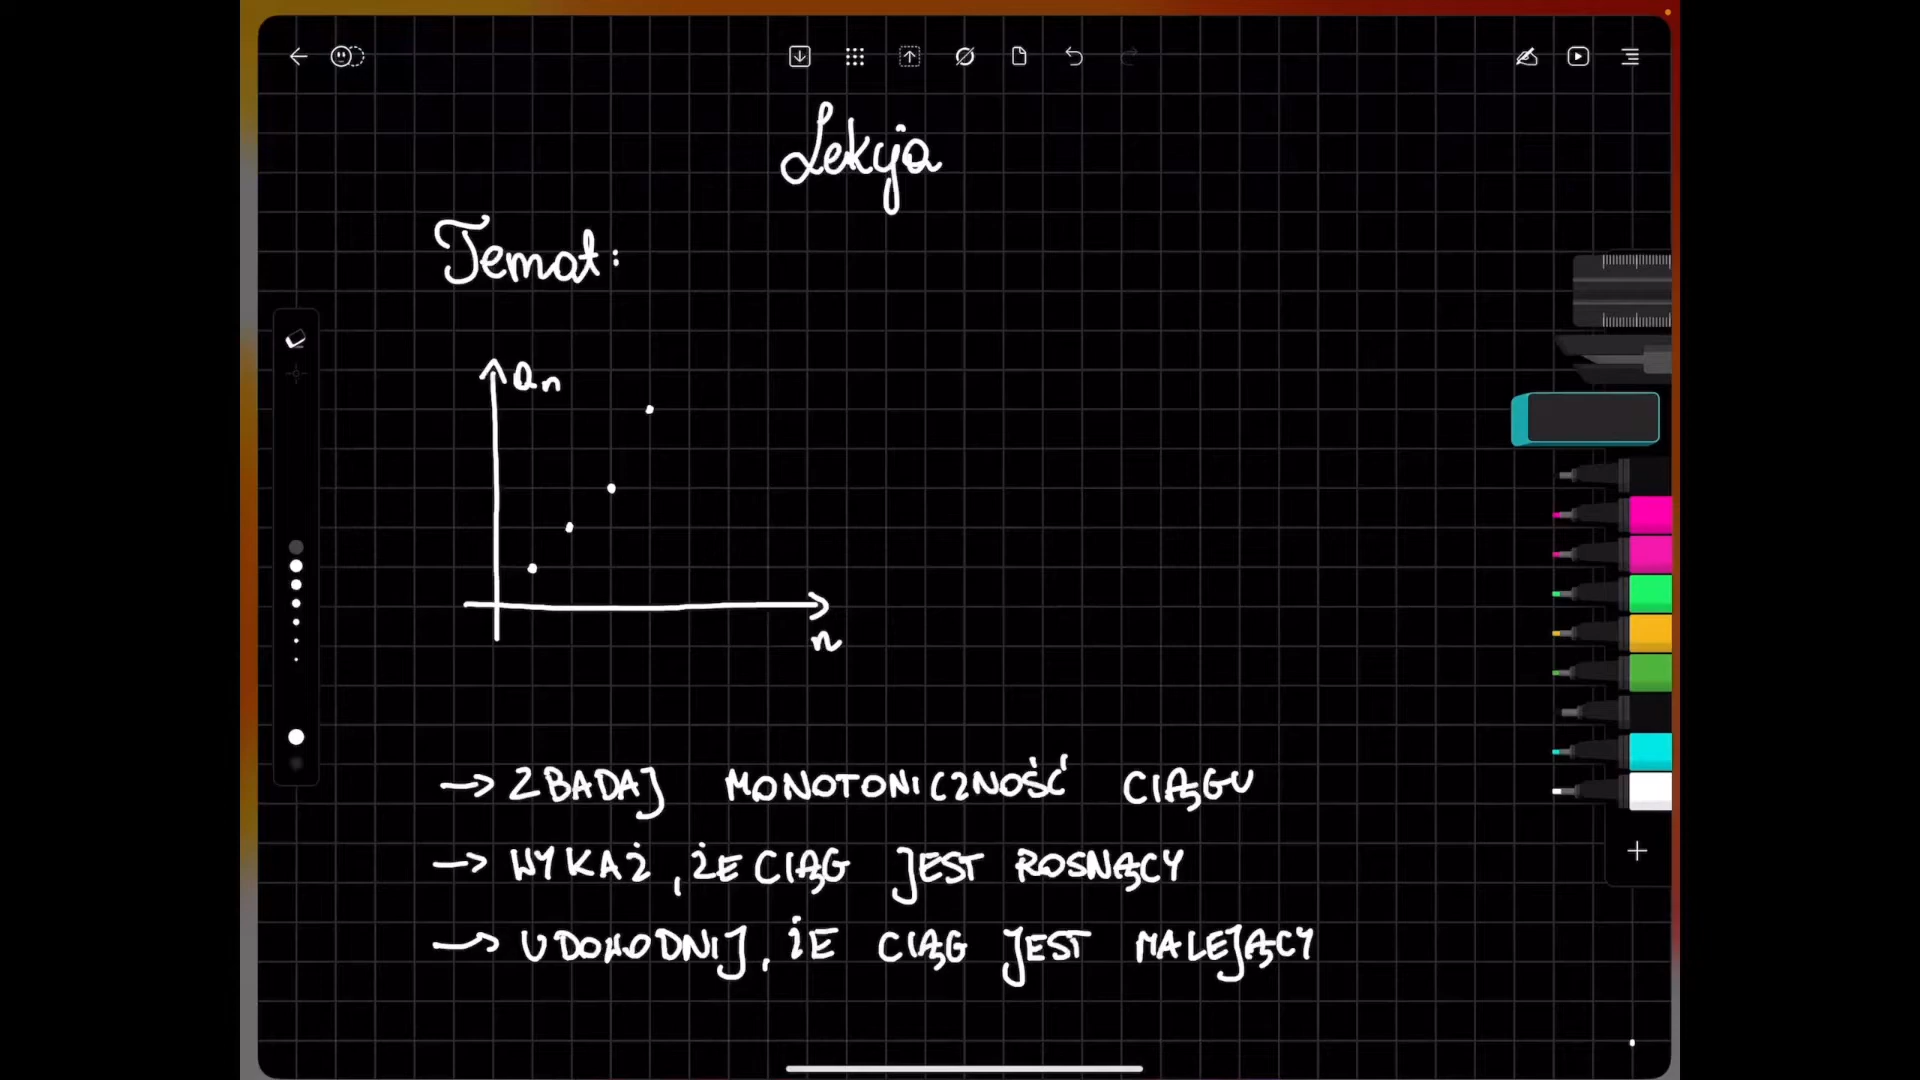 Lekcja
Temat:
an
n
→ ZBADAJ MONOTONICZNOŚĆ CIĄGU
→ WYKAŻ, ŻE CIĄG JEST ROSNĄCY
→ UDOWODNIJ, ŻE CIĄG JEST MALEJĄCY